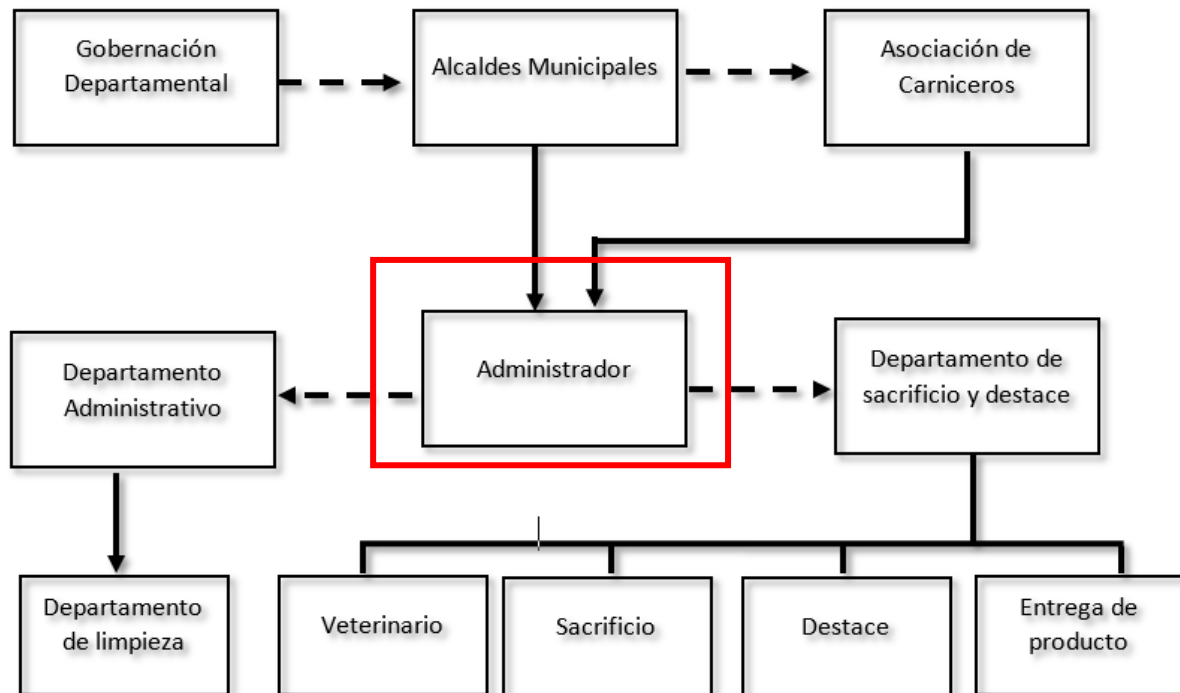 Gobernación
Departamental
Alcaldes Municipales
Asociación de
Carniceros
Departamento
Administrativo
Administrador
Departamento de
sacrificio y destace
Departamento
de limpieza
Veterinario
Sacrificio
Destace
Entrega de
producto